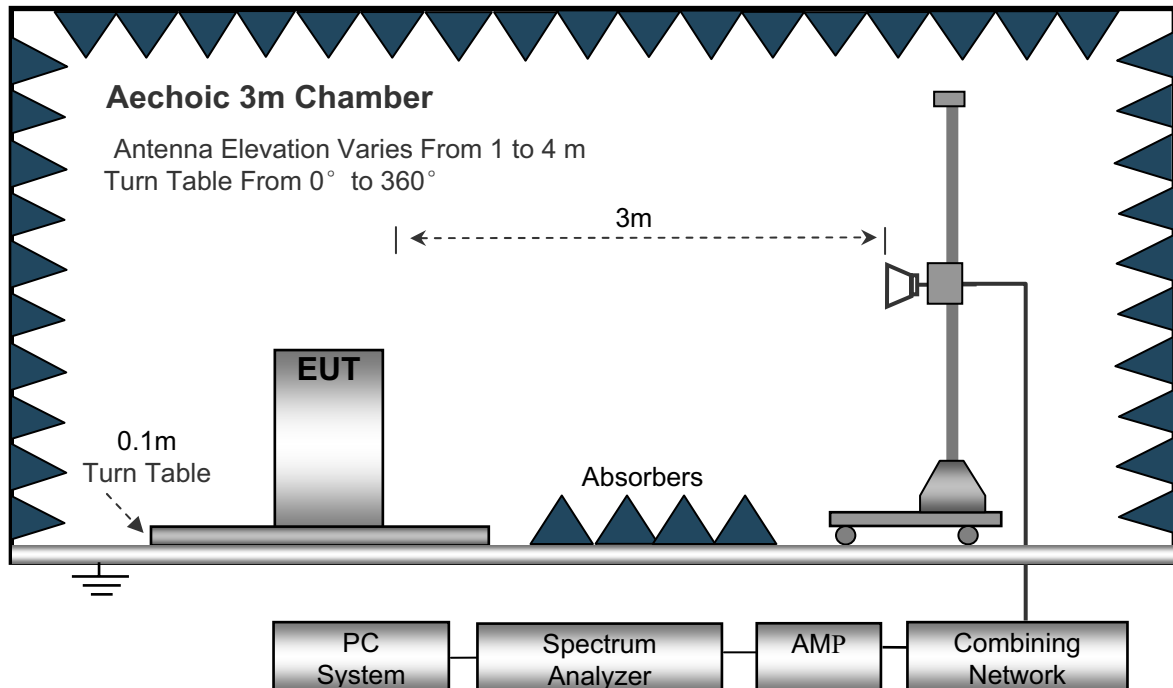 Aechoic 3m Chamber
Antenna Elevation Varies From 1 to 4 m
Turn Table From 0° to 360°
3m
EUT
0.1m
Turn Table
Absorbers
PC
System
Spectrum
Analyzer
AMP
Combining
Network